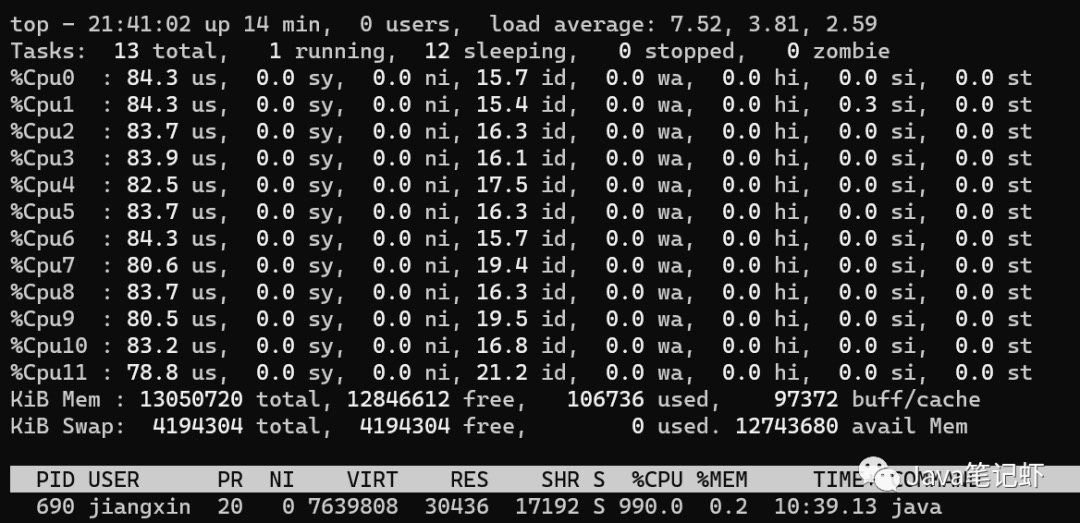 top - 21:41:02 up 14 min,  0 users,  load average: 7.52, 3.81, 2.59
Tasks:  13 total,   1 running,  12 sleeping,   0 stopped,   0 zombie
%Cpu0  : 84.3 us,  0.0 sy,  0.0 ni, 15.7 id,  0.0 wa,  0.0 hi,  0.0 si,  0.0 st
%Cpu1  : 84.3 us,  0.0 sy,  0.0 ni, 15.4 id,  0.0 wa,  0.0 hi,  0.3 si,  0.0 st
%Cpu2  : 83.7 us,  0.0 sy,  0.0 ni, 16.3 id,  0.0 wa,  0.0 hi,  0.0 si,  0.0 st
%Cpu3  : 83.9 us,  0.0 sy,  0.0 ni, 16.1 id,  0.0 wa,  0.0 hi,  0.0 si,  0.0 st
%Cpu4  : 82.5 us,  0.0 sy,  0.0 ni, 17.5 id,  0.0 wa,  0.0 hi,  0.0 si,  0.0 st
%Cpu5  : 83.7 us,  0.0 sy,  0.0 ni, 16.3 id,  0.0 wa,  0.0 hi,  0.0 si,  0.0 st
%Cpu6  : 84.3 us,  0.0 sy,  0.0 ni, 15.7 id,  0.0 wa,  0.0 hi,  0.0 si,  0.0 st
%Cpu7  : 80.6 us,  0.0 sy,  0.0 ni, 19.4 id,  0.0 wa,  0.0 hi,  0.0 si,  0.0 st
%Cpu8  : 83.7 us,  0.0 sy,  0.0 ni, 16.3 id,  0.0 wa,  0.0 hi,  0.0 si,  0.0 st
%Cpu9  : 80.5 us,  0.0 sy,  0.0 ni, 19.5 id,  0.0 wa,  0.0 hi,  0.0 si,  0.0 st
%Cpu10 : 83.2 us,  0.0 sy,  0.0 ni, 16.8 id,  0.0 wa,  0.0 hi,  0.0 si,  0.0 st
%Cpu11 : 78.8 us,  0.0 sy,  0.0 ni, 21.2 id,  0.0 wa,  0.0 hi,  0.0 si,  0.0 st
KiB Mem : 13050720 total, 12846612 free,   106736 used,    97372 buff/cache
KiB Swap:  4194304 total,  4194304 free,        0 used. 12743680 avail Mem
PID USER      PR  NI    VIRT    RES    SHR S  %CPU %MEM     TIME+ COMMAND
690 jiangxin  20   0 7639808  30436  17192 S 990.0  0.2  10:39.13 java
Java笔记虾